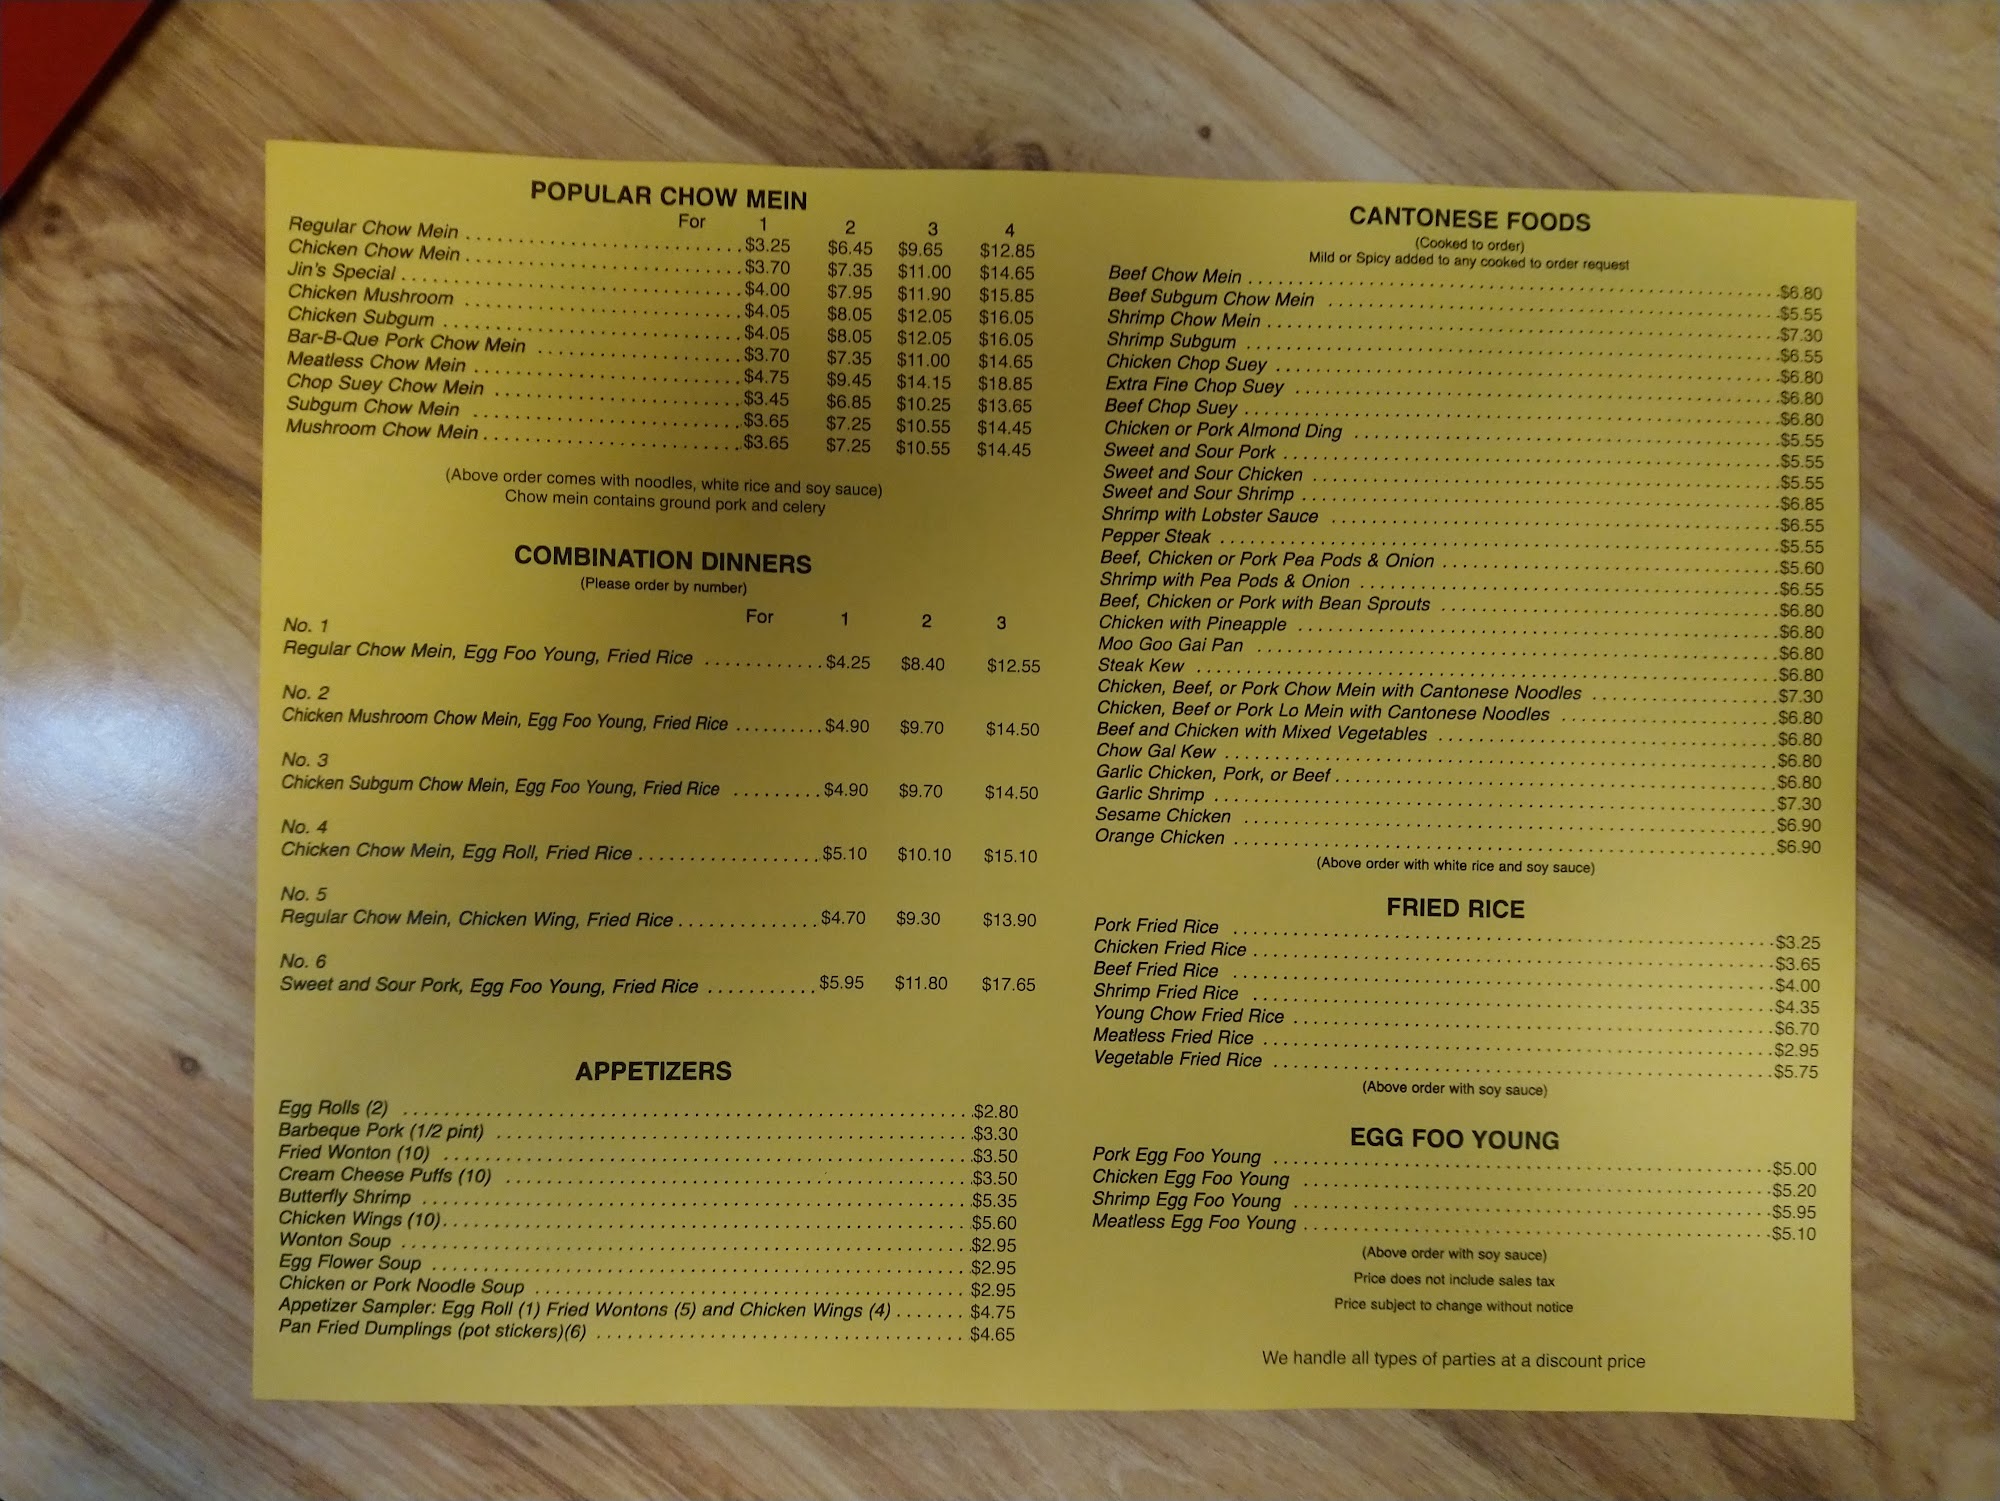 POPULAR CHOW MEIN
For 1 2 3 4
Regular Chow Mein $3.25 $6.45 $9.65 $12.85
Chicken Chow Mein $3.70 $7.35 $11.00 $14.65
Jin's Special $4.00 $7.95 $11.90 $15.85
Chicken Mushroom $4.05 $8.05 $12.05 $16.05
Chicken Subgum $4.05 $8.05 $12.05 $16.05
Bar-B-Que Pork Chow Mein $3.70 $7.35 $11.00 $14.65
Meatless Chow Mein $4.75 $9.45 $14.15 $18.85
Chop Suey Chow Mein $3.45 $6.85 $10.25 $13.65
Subgum Chow Mein $3.65 $7.25 $10.55 $14.45
Mushroom Chow Mein $3.65 $7.25 $10.55 $14.45
(Above order comes with noodles, white rice and soy sauce)
Chow mein contains ground pork and celery
COMBINATION DINNERS
(Please order by number)
For 1 2 3
No. 1
Regular Chow Mein, Egg Foo Young, Fried Rice $4.25 $8.40 $12.55
No. 2
Chicken Mushroom Chow Mein, Egg Foo Young, Fried Rice $4.90 $9.70 $14.50
No. 3
Chicken Subgum Chow Mein, Egg Foo Young, Fried Rice $4.90 $9.70 $14.50
No. 4
Chicken Chow Mein, Egg Roll, Fried Rice $5.10 $10.10 $15.10
No. 5
Regular Chow Mein, Chicken Wing, Fried Rice $4.70 $9.30 $13.90
No. 6
Sweet and Sour Pork, Egg Foo Young, Fried Rice $5.95 $11.80 $17.65
APPETIZERS
Egg Rolls (2) $2.80
Barbeque Pork (1/2 pint) $3.30
Fried Wonton (10) $3.50
Cream Cheese Puffs (10) $3.50
Butterfly Shrimp $5.35
Chicken Wings (10) $5.60
Wonton Soup $2.95
Egg Flower Soup $2.95
Chicken or Pork Noodle Soup $2.95
Appetizer Sampler: Egg Roll (1) Fried Wontons (5) and Chicken Wings (4) $4.75
Pan Fried Dumplings (pot stickers)(6) $4.65
CANTONESE FOODS
(Cooked to order)
Mild or Spicy added to any cooked to order request
Beef Chow Mein $6.80
Beef Subgum Chow Mein $5.55
Shrimp Chow Mein $7.30
Shrimp Subgum $6.55
Chicken Chop Suey $6.80
Extra Fine Chop Suey $6.80
Beef Chop Suey $6.80
Chicken or Pork Almond Ding $5.55
Sweet and Sour Pork $5.55
Sweet and Sour Chicken $5.55
Sweet and Sour Shrimp $6.85
Shrimp with Lobster Sauce $6.55
Pepper Steak $5.55
Beef, Chicken or Pork Pea Pods & Onion $5.60
Shrimp with Pea Pods & Onion $6.55
Beef, Chicken or Pork with Bean Sprouts $6.80
Chicken with Pineapple $6.80
Moo Goo Gai Pan $6.80
Steak Kew $6.80
Chicken, Beef, or Pork Chow Mein with Cantonese Noodles $7.30
Chicken, Beef or Pork Lo Mein with Cantonese Noodles $6.80
Beef and Chicken with Mixed Vegetables $6.80
Chow Gal Kew $6.80
Garlic Chicken, Pork, or Beef $6.80
Garlic Shrimp $7.30
Sesame Chicken $6.90
Orange Chicken $6.90
(Above order with white rice and soy sauce)
FRIED RICE
Pork Fried Rice $3.25
Chicken Fried Rice $3.65
Beef Fried Rice $4.00
Shrimp Fried Rice $4.35
Young Chow Fried Rice $6.70
Meatless Fried Rice $2.95
Vegetable Fried Rice $5.75
(Above order with soy sauce)
EGG FOO YOUNG
Pork Egg Foo Young $5.00
Chicken Egg Foo Young $5.20
Shrimp Egg Foo Young $5.95
Meatless Egg Foo Young $5.10
(Above order with soy sauce)
Price does not include sales tax
Price subject to change without notice
We handle all types of parties at a discount price